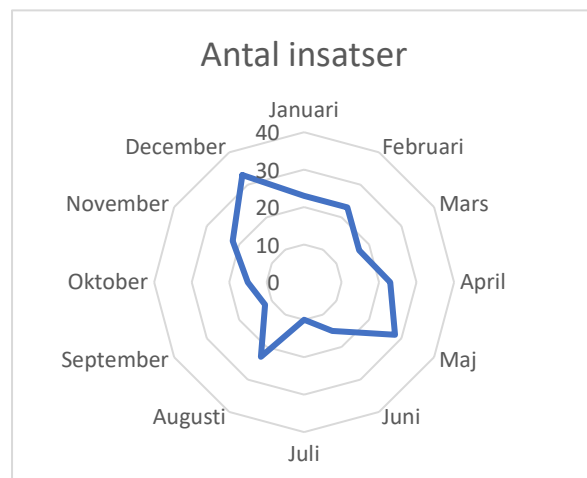 Antal insatser
Januari
Februari
Mars
April
Maj
Juni
Juli
Augusti
September
Oktober
November
December
40
30
20
10
0